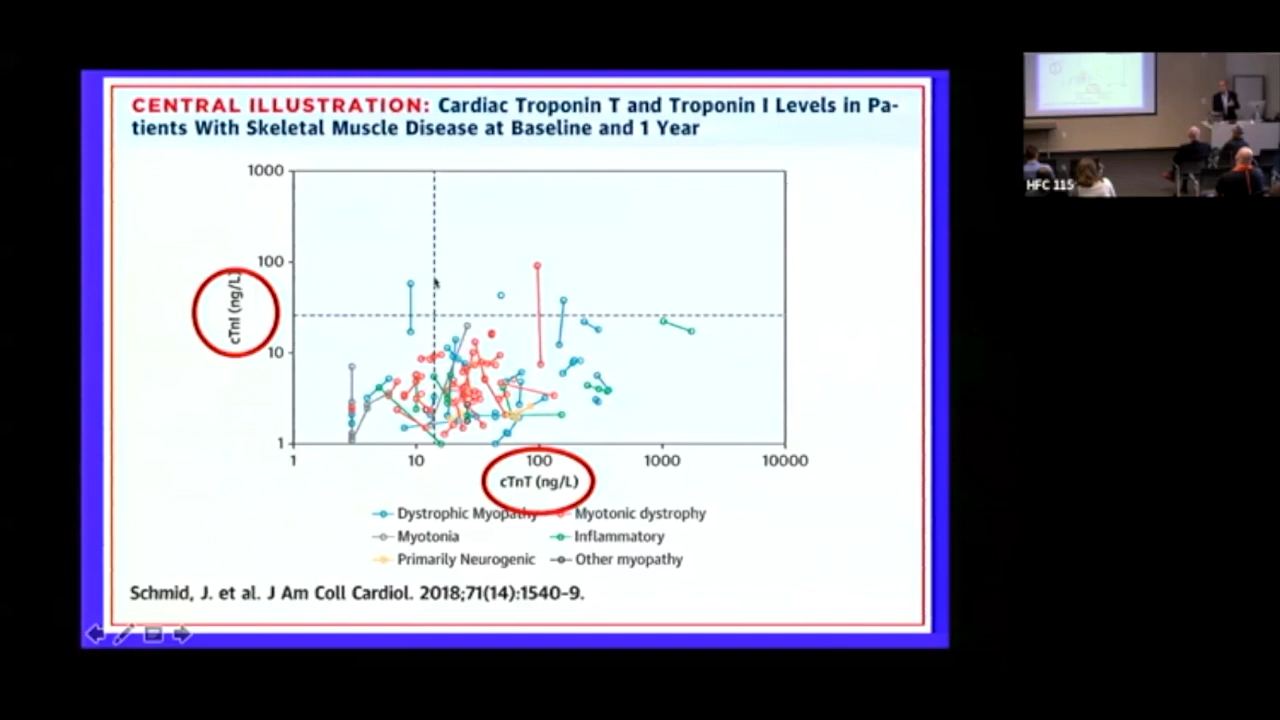 CENTRAL ILLUSTRATION: Cardiac Troponin T and Troponin I Levels in Pa-
tients With Skeletal Muscle Disease at Baseline and 1 Year
1000
100
10
1
cTnI (ng/L)
1 10 100 1000 10000
cTnT (ng/L)
Dystrophic Myopathy Myotonic dystrophy
Myotonia Inflammatory
Primarily Neurogenic Other myopathy
Schmid, J. et al. J Am Coll Cardiol. 2018;71(14):1540-9.
HFC 115